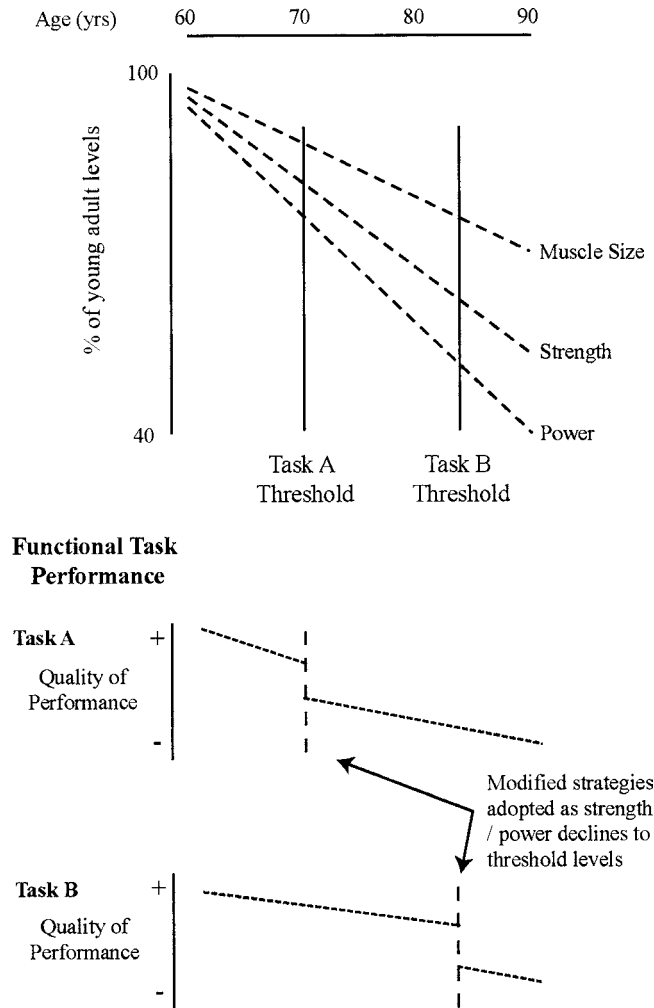 Age (yrs) 60 70 80 90
100
% of young adult levels
Muscle Size
Strength
Power
40
Task A
Threshold
Task B
Threshold
Functional Task
Performance
Task A
+
Quality of
Performance
-
Modified strategies
adopted as strength
/ power declines to
threshold levels
Task B
+
Quality of
Performance
-